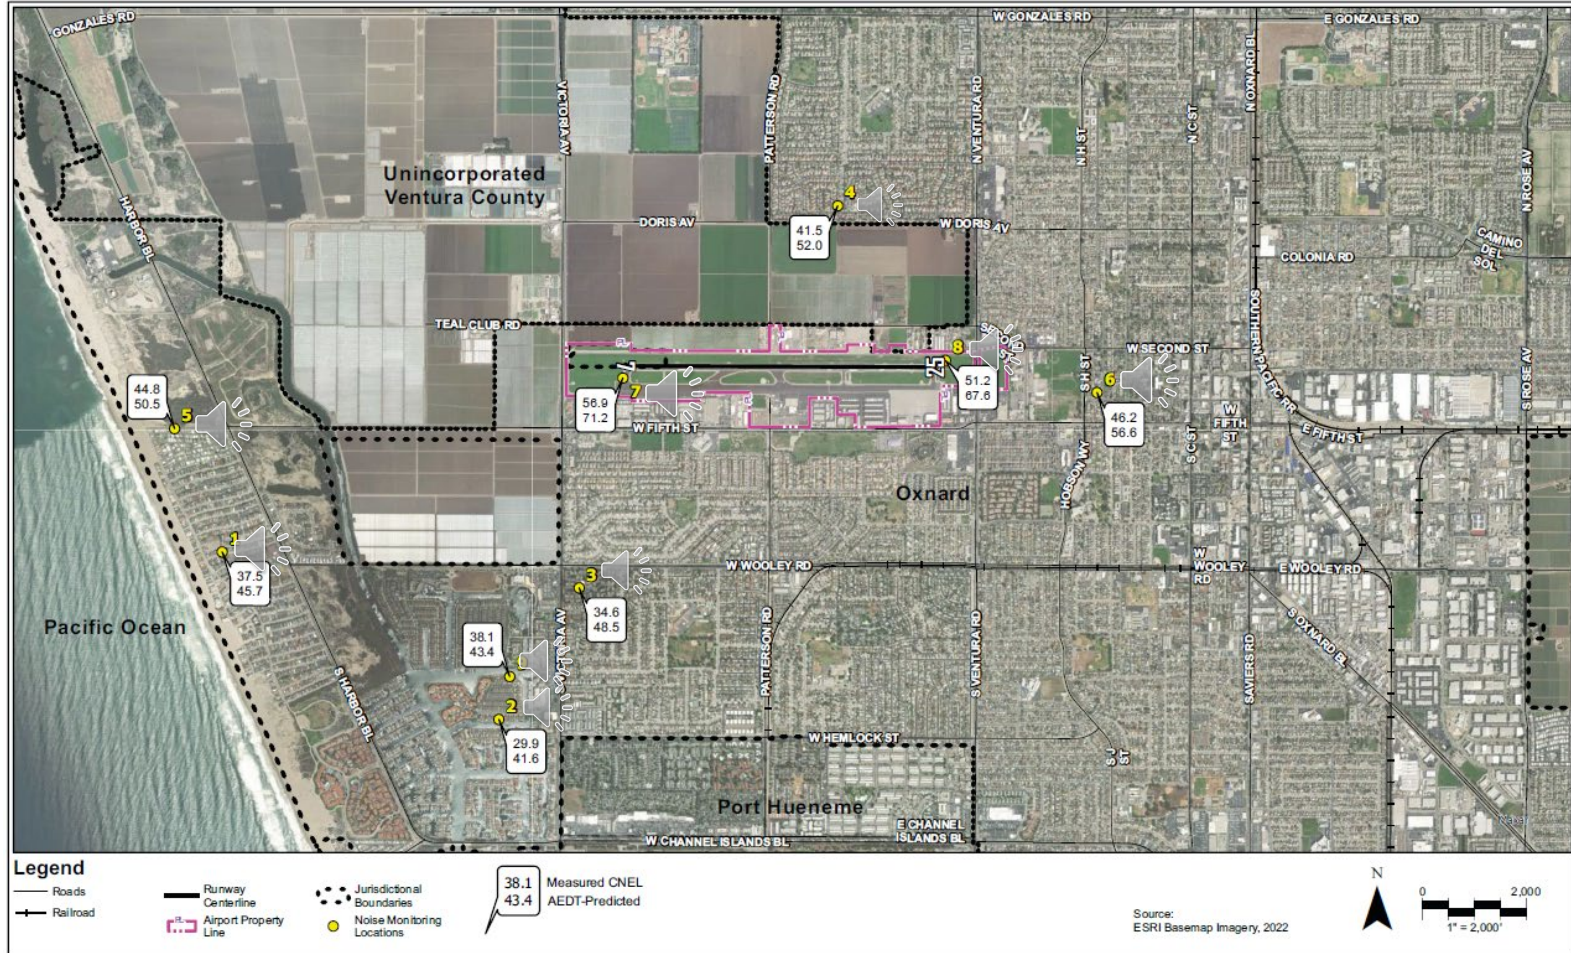 GONZALES RD
W GONZALES RD
E GONZALES RD
VICTORIA AV
PATTERSON RD
N VENTURA RD
N H ST
N C ST
N OXNARD BL
N ROSE AV
HARBOR BL
Unincorporated
Ventura County
4
41.5
52.0
DORIS AV
W DORIS AV
COLONIA RD
CAMINO
DEL
SOL
SOUTHERN PACIFIC RR
TEAL CLUB RD
8
W SECOND ST
7
25
51.2
67.6
S H ST
6
46.2
56.6
S ROSE AV
44.8
50.5
5
56.9
71.2
7
W FIFTH ST
S C ST
W
FIFTH
ST
E FIFTH ST
HOBSON WY
Oxnard
1
37.5
45.7
3
34.6
48.5
W WOOLEY RD
W
WOOLEY
RD
E WOOLEY RD
Pacific Ocean
38.1
43.4
2
29.9
41.6
S HARBOR BL
PATTERSON RD
S VENTURA RD
SAVIERS RD
S OXNARD BL
W HEMLOCK ST
S J
ST
Port Hueneme
W CHANNEL ISLANDS BL
E CHANNEL
ISLANDS BL
Legend
Roads
Railroad
Runway
Centerline
PL
Airport Property
Line
Jurisdictional
Boundaries
Noise Monitoring
Locations
38.1
43.4
Measured CNEL
AEDT-Predicted
Source:
ESRI Basemap Imagery, 2022
N
0
2,000
1" = 2,000'